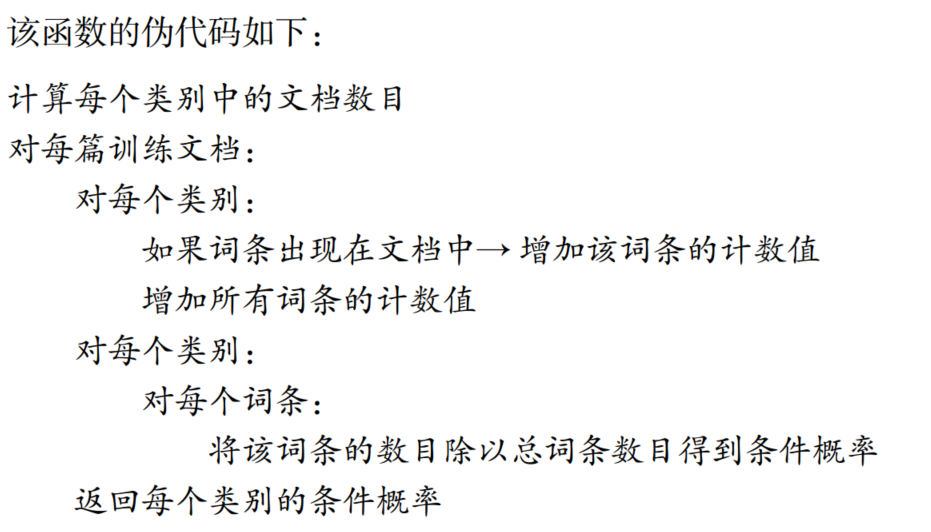 该函数的伪代码如下：
计算每个类别中的文档数目
对每篇训练文档：
对每个类别：
如果词条出现在文档中→ 增加该词条的计数值
增加所有词条的计数值
对每个类别：
对每个词条：
将该词条的数目除以总词条数目得到条件概率
返回每个类别的条件概率